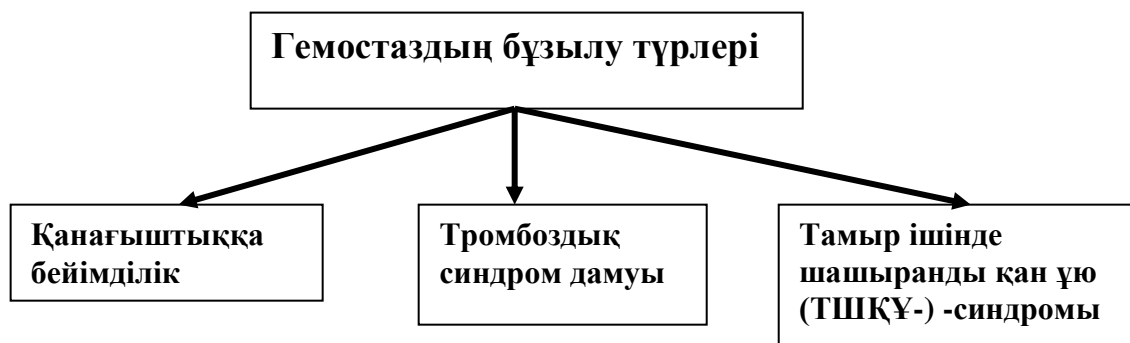 Гемостаздың бұзылу түрлері
Қанағыштыққа
бейімділік
Тромбоздық
синдром дамуы
Тамыр ішінде
шашыранды қан ұю
(ТШҚҰ-) -синдромы